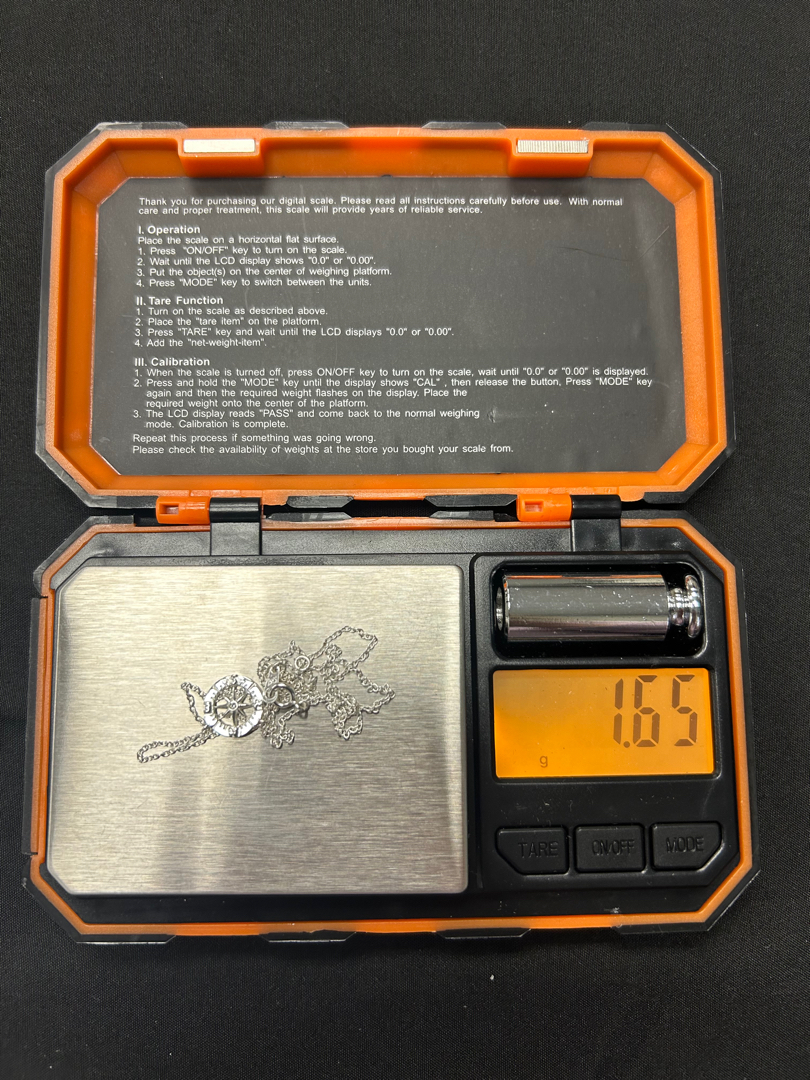 Thank you for purchasing our digital scale. Please read all instructions carefully before use. With normal
care and proper treatment, this scale will provide years of reliable service.
I. Operation
Place the scale on a horizontal flat surface.
1. Press "ON/OFF" key to turn on the scale.
2. Wait until the LCD display shows "0.0" or "0.00".
3. Put the object(s) on the center of weighing platform.
4. Press "MODE" key to switch between the units.
II. Tare Function
1. Turn on the scale as described above.
2. Place the "tare item" on the platform.
3. Press "TARE" key and wait until the LCD displays "0.0" or "0.00".
4. Add the "net-weight-item".
III. Calibration
1. When the scale is turned off, press ON/OFF key to turn on the scale, wait until "0.0" or "0.00" is displayed.
2. Press and hold the "MODE" key until the display shows "CAL" , then release the button, Press "MODE" key
again and then the required weight flashes on the display. Place the
required weight onto the center of the platform.
3. The LCD display reads "PASS" and come back to the normal weighing
mode. Calibration is complete.
Repeat this process if something was going wrong.
Please check the availability of weights at the store you bought your scale from.
1.65
g
TARE ON/OFF MODE